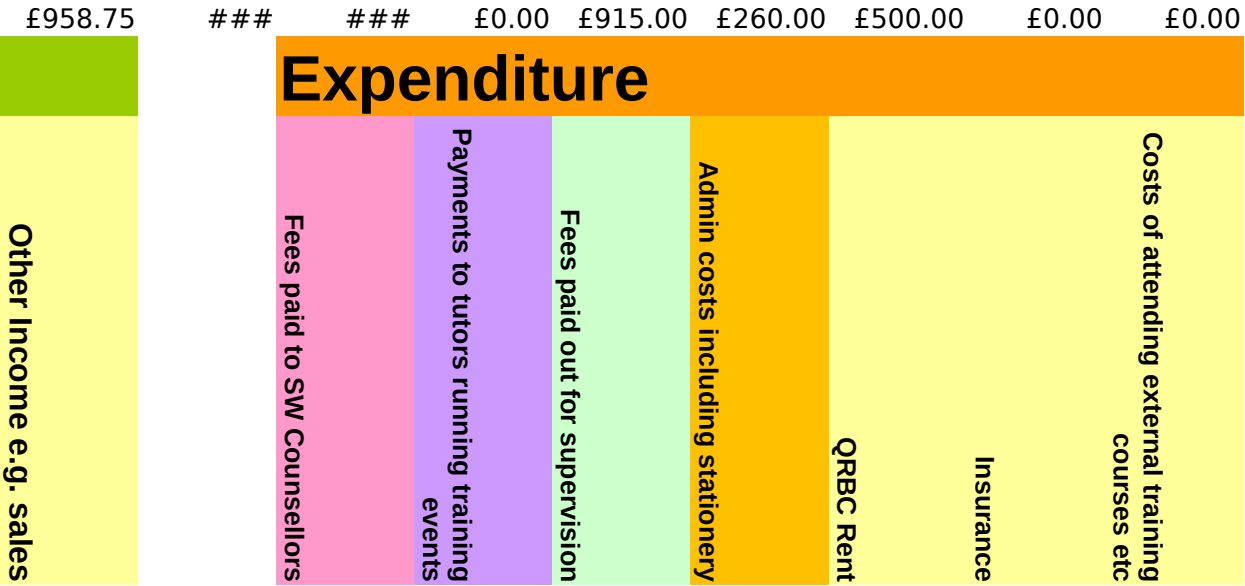 £958.75 ### ### £0.00 £915.00 £260.00 £500.00 £0.00 £0.00
Expenditure
Other Income e.g. sales
Fees paid to SW Counsellors
Payments to tutors running training
events
Fees paid out for supervision
Admin costs including stationery
QRBC Rent
Insurance
Costs of attending external training
courses etc